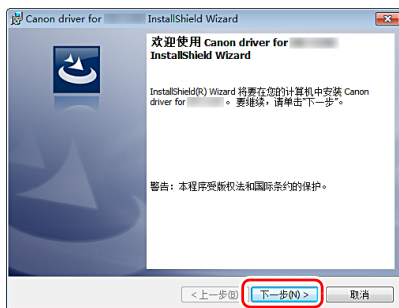 Canon driver for InstallShield Wizard
欢迎使用 Canon driver for
InstallShield Wizard
InstallShield(R) Wizard 将要在您的计算机中安装 Canon
driver for 。 要继续，请单击“下一步”。
警告：本程序受版权法和国际条约的保护。
<上一步(B) 下一步(N) > 取消